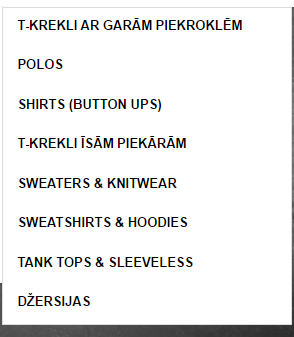 T-KREKLI AR GARĀM PIEKROKLĒM
POLOS
SHIRTS (BUTTON UPS)
T-KREKLI ĪSĀM PIEKĀRĀM
SWEATERS & KNITWEAR
SWEATSHIRTS & HOODIES
TANK TOPS & SLEEVELESS
DŽERSIJAS